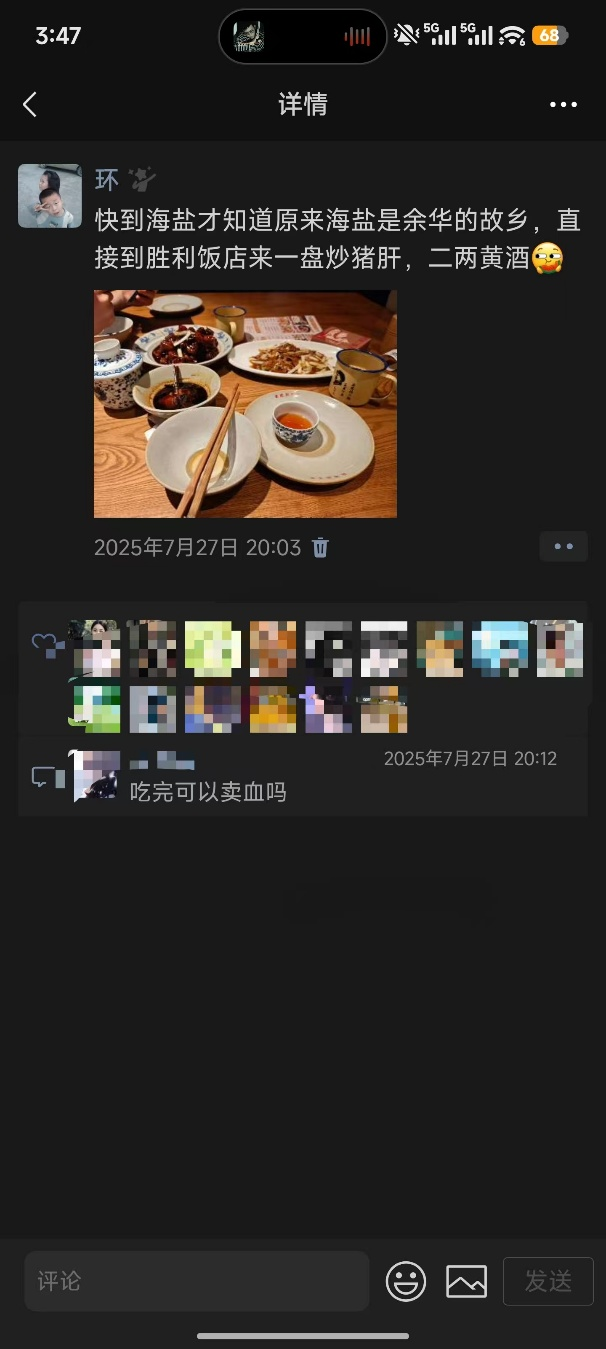 3:47
5G
5G
6
68
详情
环
快到海盐才知道原来海盐是余华的故乡，直
接到胜利饭店来一盘炒猪肝，二两黄酒
2025年7月27日 20:03
2025年7月27日 20:12
吃完可以卖血吗
评论
发送